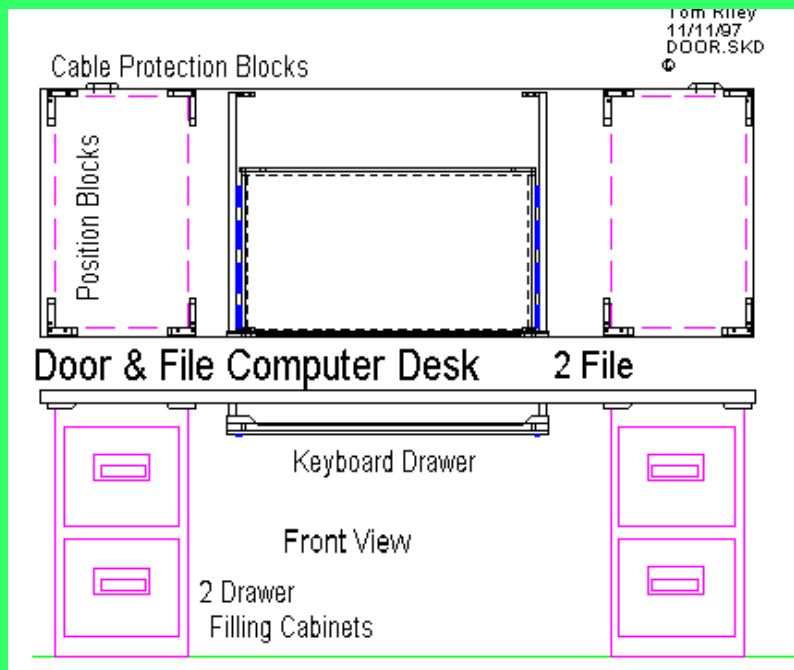 Tom Riley
11/11/97
DOOR.SKD
©
Cable Protection Blocks
Position Blocks
Door & File Computer Desk 2 File
Keyboard Drawer
Front View
2 Drawer
Filling Cabinets